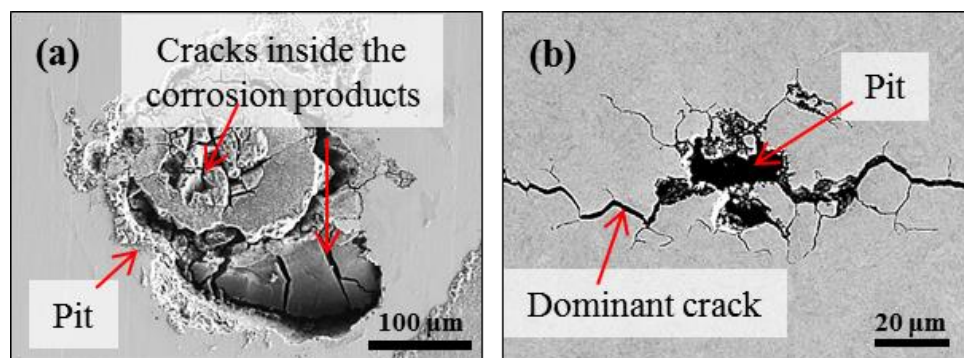 (a)
Cracks inside the
corrosion products
Pit
100 μm
(b)
Pit
Dominant crack
20 μm